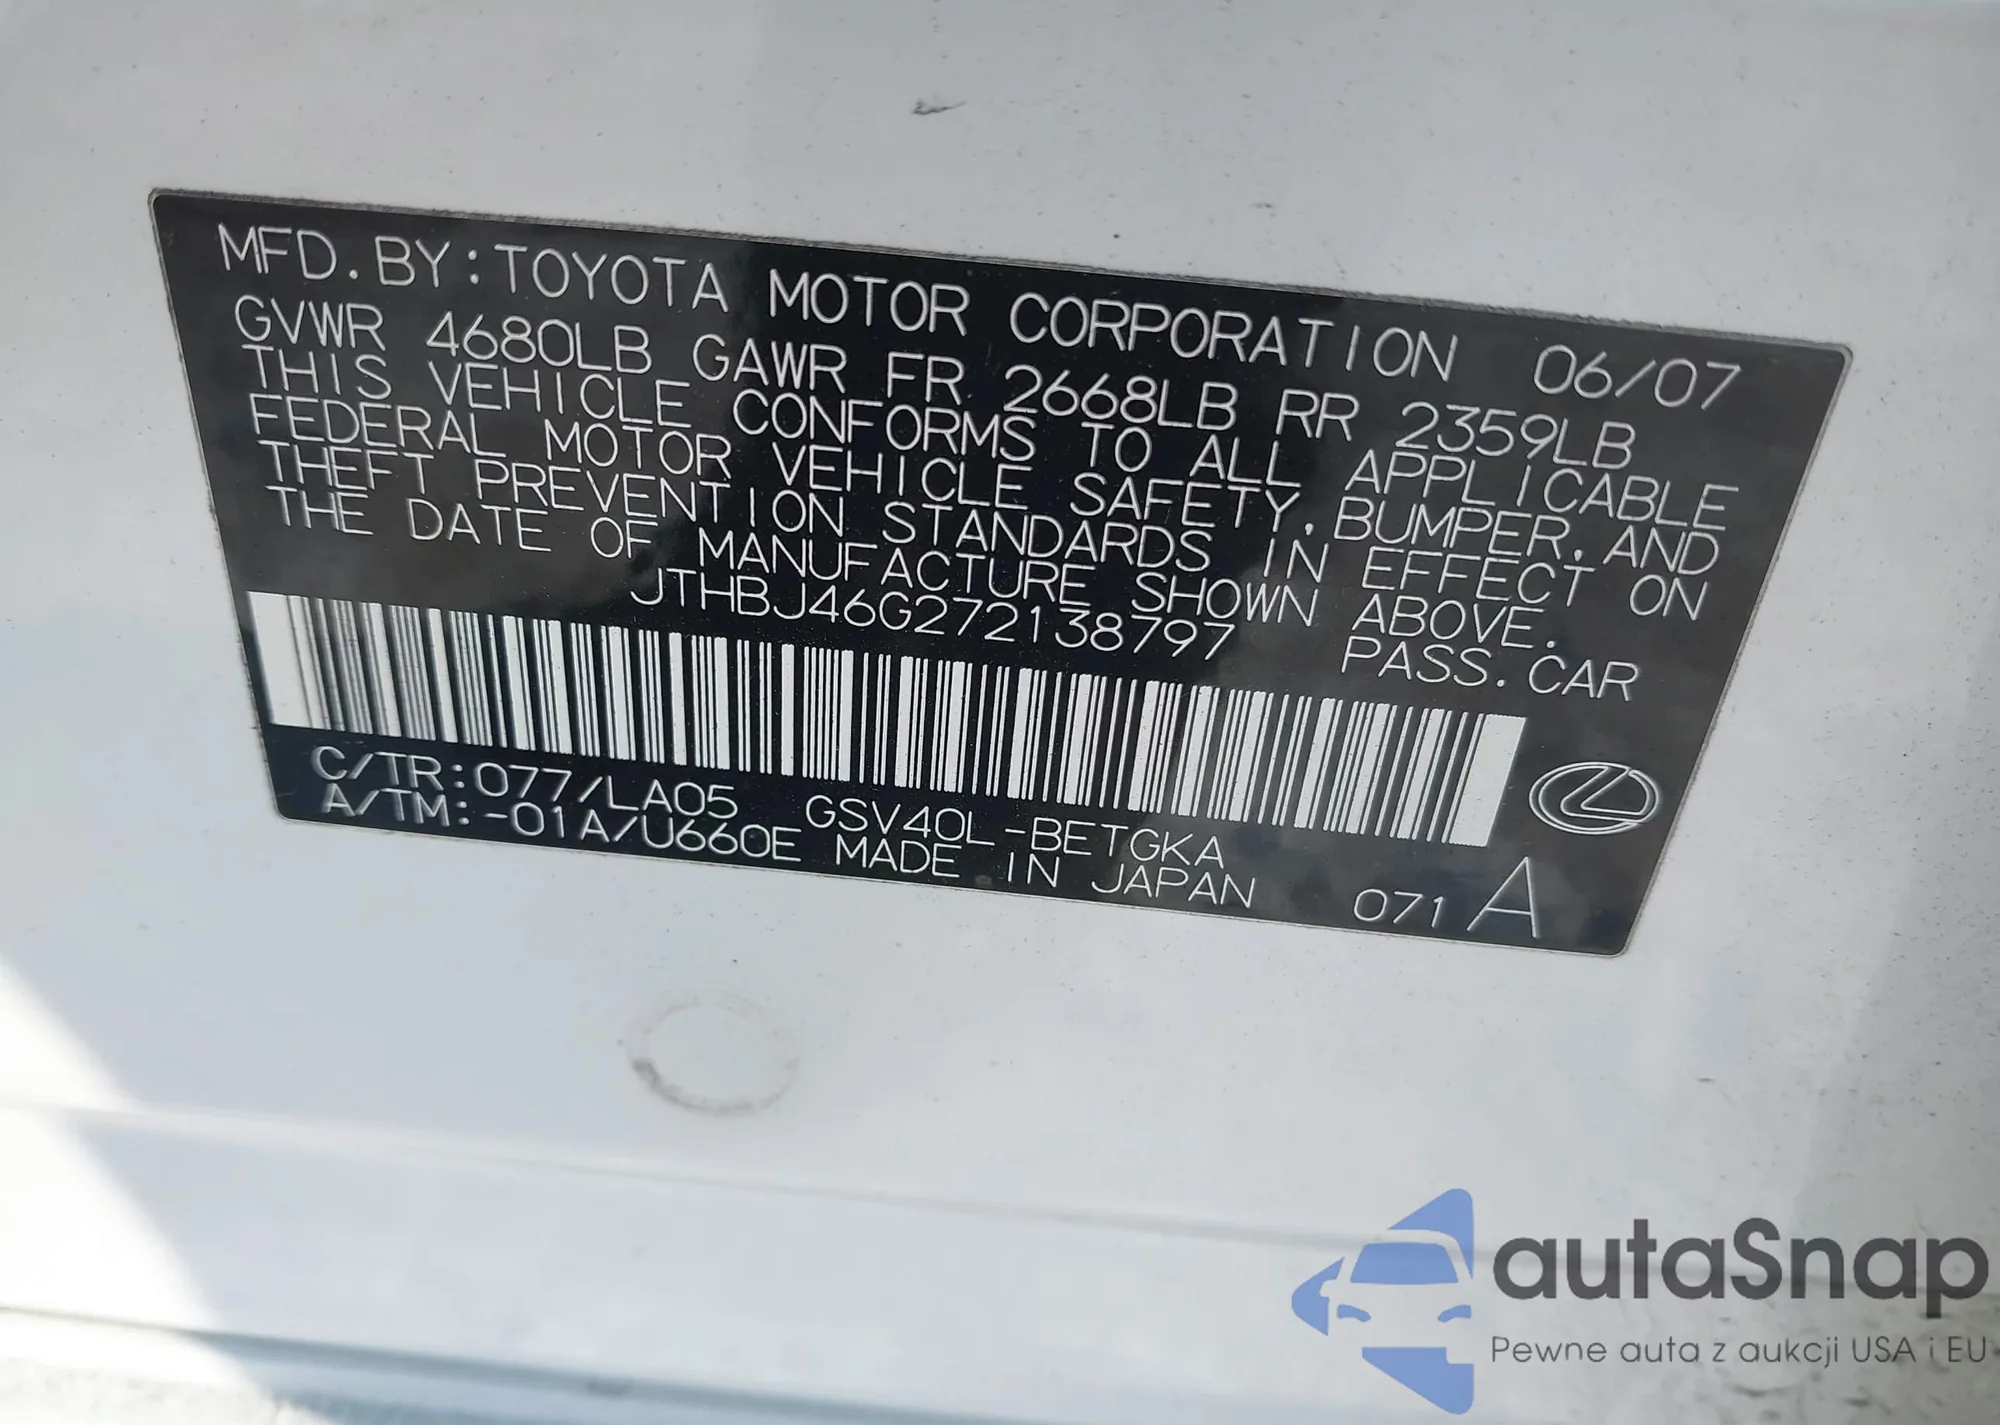 MFD. BY: TOYOTA MOTOR CORPORATION 06/07
GVWR 4680LB GAWR FR 2668LB RR 2359LB
THIS VEHICLE CONFORMS TO ALL APPLICABLE
FEDERAL MOTOR VEHICLE SAFETY, BUMPER, AND
THEFT PREVENTION STANDARDS IN EFFECT ON
THE DATE OF MANUFACTURE SHOWN ABOVE.
JTHBJ46G272138797 PASS. CAR
C/TR: 077/LA05 GSV40L-BETGKA
A/TM: -01A/U660E MADE IN JAPAN 071 A
autaSnap
Pewne auta z aukcji USA i EU